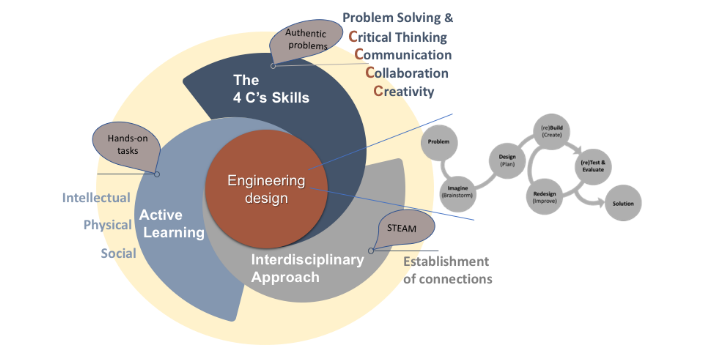 Problem Solving &
Critical Thinking
Communication
Collaboration
Creativity
Authentic
problems
The
4 C's Skills
Hands-on
tasks
Intellectual
Physical
Social
Active
Learning
Engineering
design
Interdisciplinary
Approach
STEAM
Establishment
of connections
Problem
Imagine
(Brainstorm)
Design
(Plan)
(re)Build
(Create)
(re)Test &
Evaluate
Redesign
(Improve)
Solution